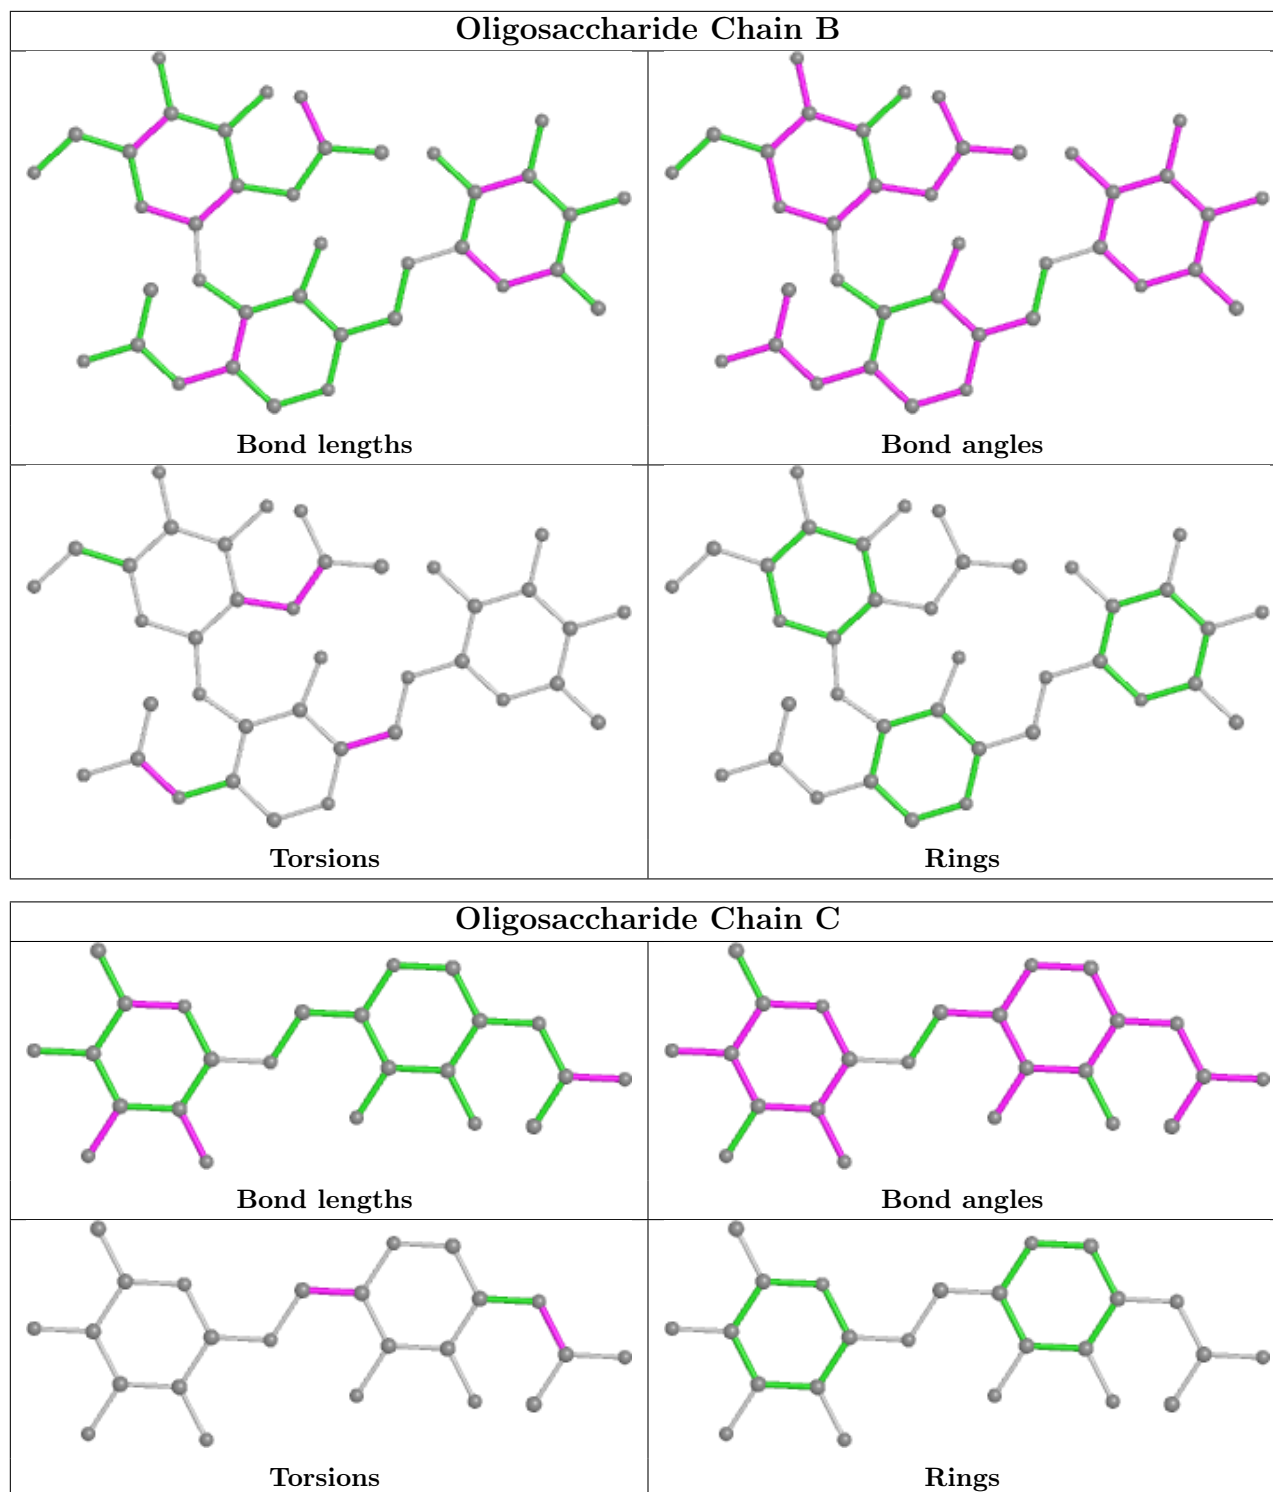 Oligosaccharide Chain B
Bond lengths
Bond angles
Torsions
Rings
Oligosaccharide Chain C
Bond lengths
Bond angles
Torsions
Rings